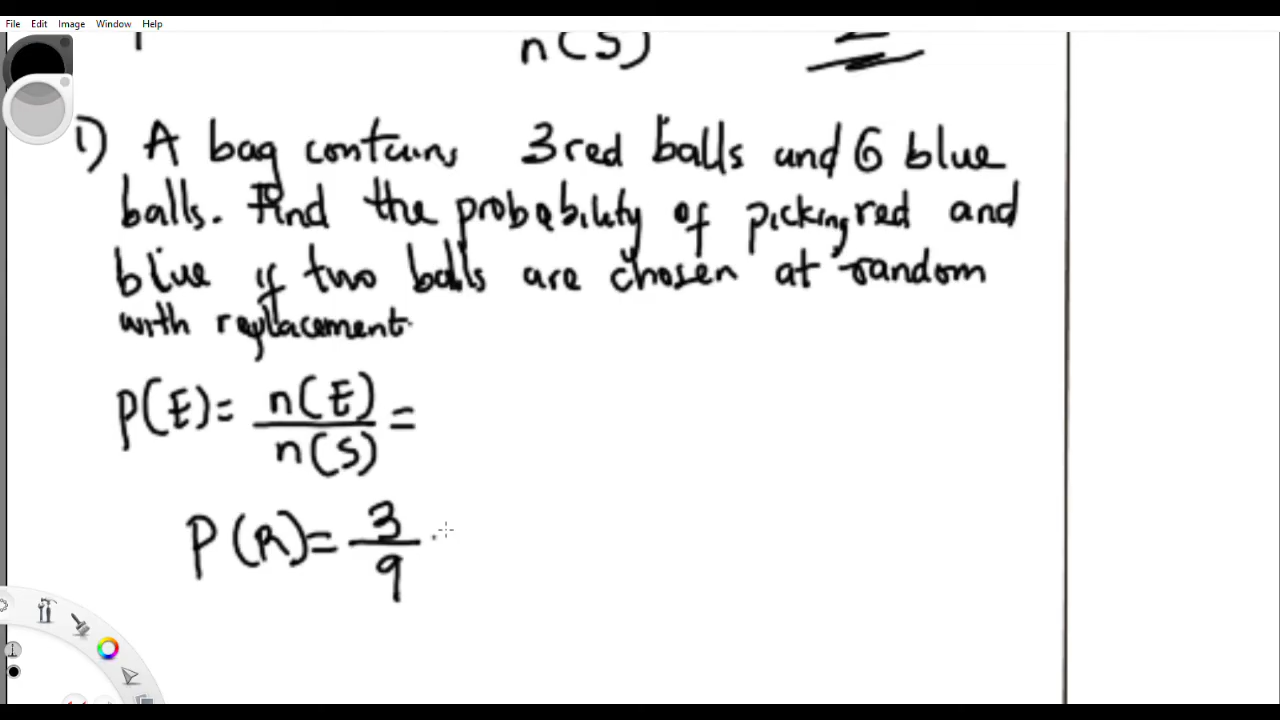 File Edit Image Window Help
n(S)
1) A bag contains 3 red balls and 6 blue
balls. Find the probability of picking red and
blue if two balls are chosen at random
with replacement.
P(E) = n(E)/n(S) =
P(R) = 3/9